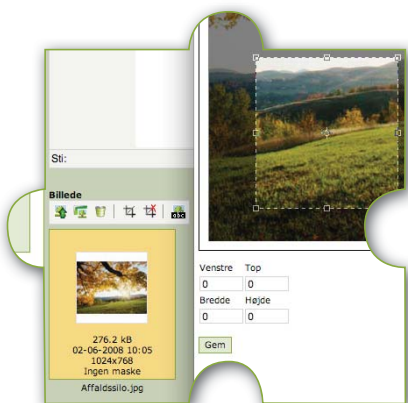 Sti:
Billede
abc
276.2 kB
02-06-2008 10:05
1024x768
Ingen maske
Affaldssilo.jpg
Venstre Top
0 0
Bredde Højde
0 0
Gem